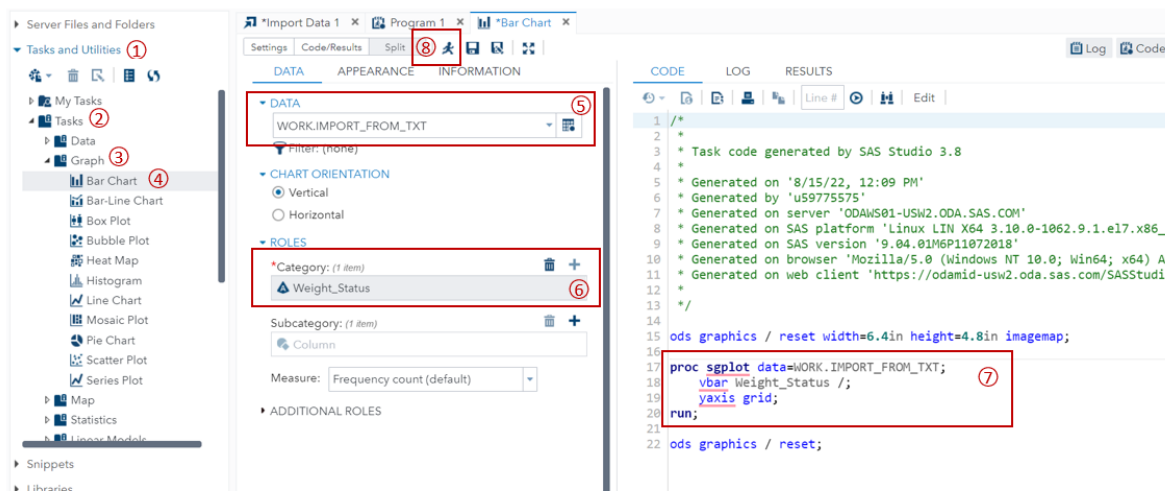 Server Files and Folders
Tasks and Utilities ①
My Tasks
Tasks ②
Data
Graph ③
Bar Chart ④
Bar-Line Chart
Box Plot
Bubble Plot
Heat Map
Histogram
Line Chart
Mosaic Plot
Pie Chart
Scatter Plot
Series Plot
Map
Statistics
Linear Models
Snippets
Libraries
*Import Data 1 × Program 1 × *Bar Chart ×
Settings Code/Results Split ⑧
Log Code
DATA APPEARANCE INFORMATION
DATA ⑤
WORK.IMPORT_FROM_TXT
Filter: (none)
CHART ORIENTATION
Vertical
Horizontal
ROLES
*Category: (1 item)
Weight_Status ⑥
Subcategory: (1 item)
Column
Measure: Frequency count (default)
ADDITIONAL ROLES
CODE LOG RESULTS
Line # Edit
1 /*
2 *
3 * Task code generated by SAS Studio 3.8
4 *
5 * Generated on '8/15/22, 12:09 PM'
6 * Generated by 'u59775575'
7 * Generated on server 'ODAWS01-USW2.ODA.SAS.COM'
8 * Generated on SAS platform 'Linux LIN X64 3.10.0-1062.9.1.el7.x86_
9 * Generated on SAS version '9.04.01M6P11072018'
10 * Generated on browser 'Mozilla/5.0 (Windows NT 10.0; Win64; x64) A
11 * Generated on web client 'https://odamid-usw2.oda.sas.com/SASStudi
12 *
13 */
14
15 ods graphics / reset width=6.4in height=4.8in imagemap;
16
17 proc sgplot data=WORK.IMPORT_FROM_TXT; ⑦
18 vbar Weight_Status /;
19 yaxis grid;
20 run;
21
22 ods graphics / reset;